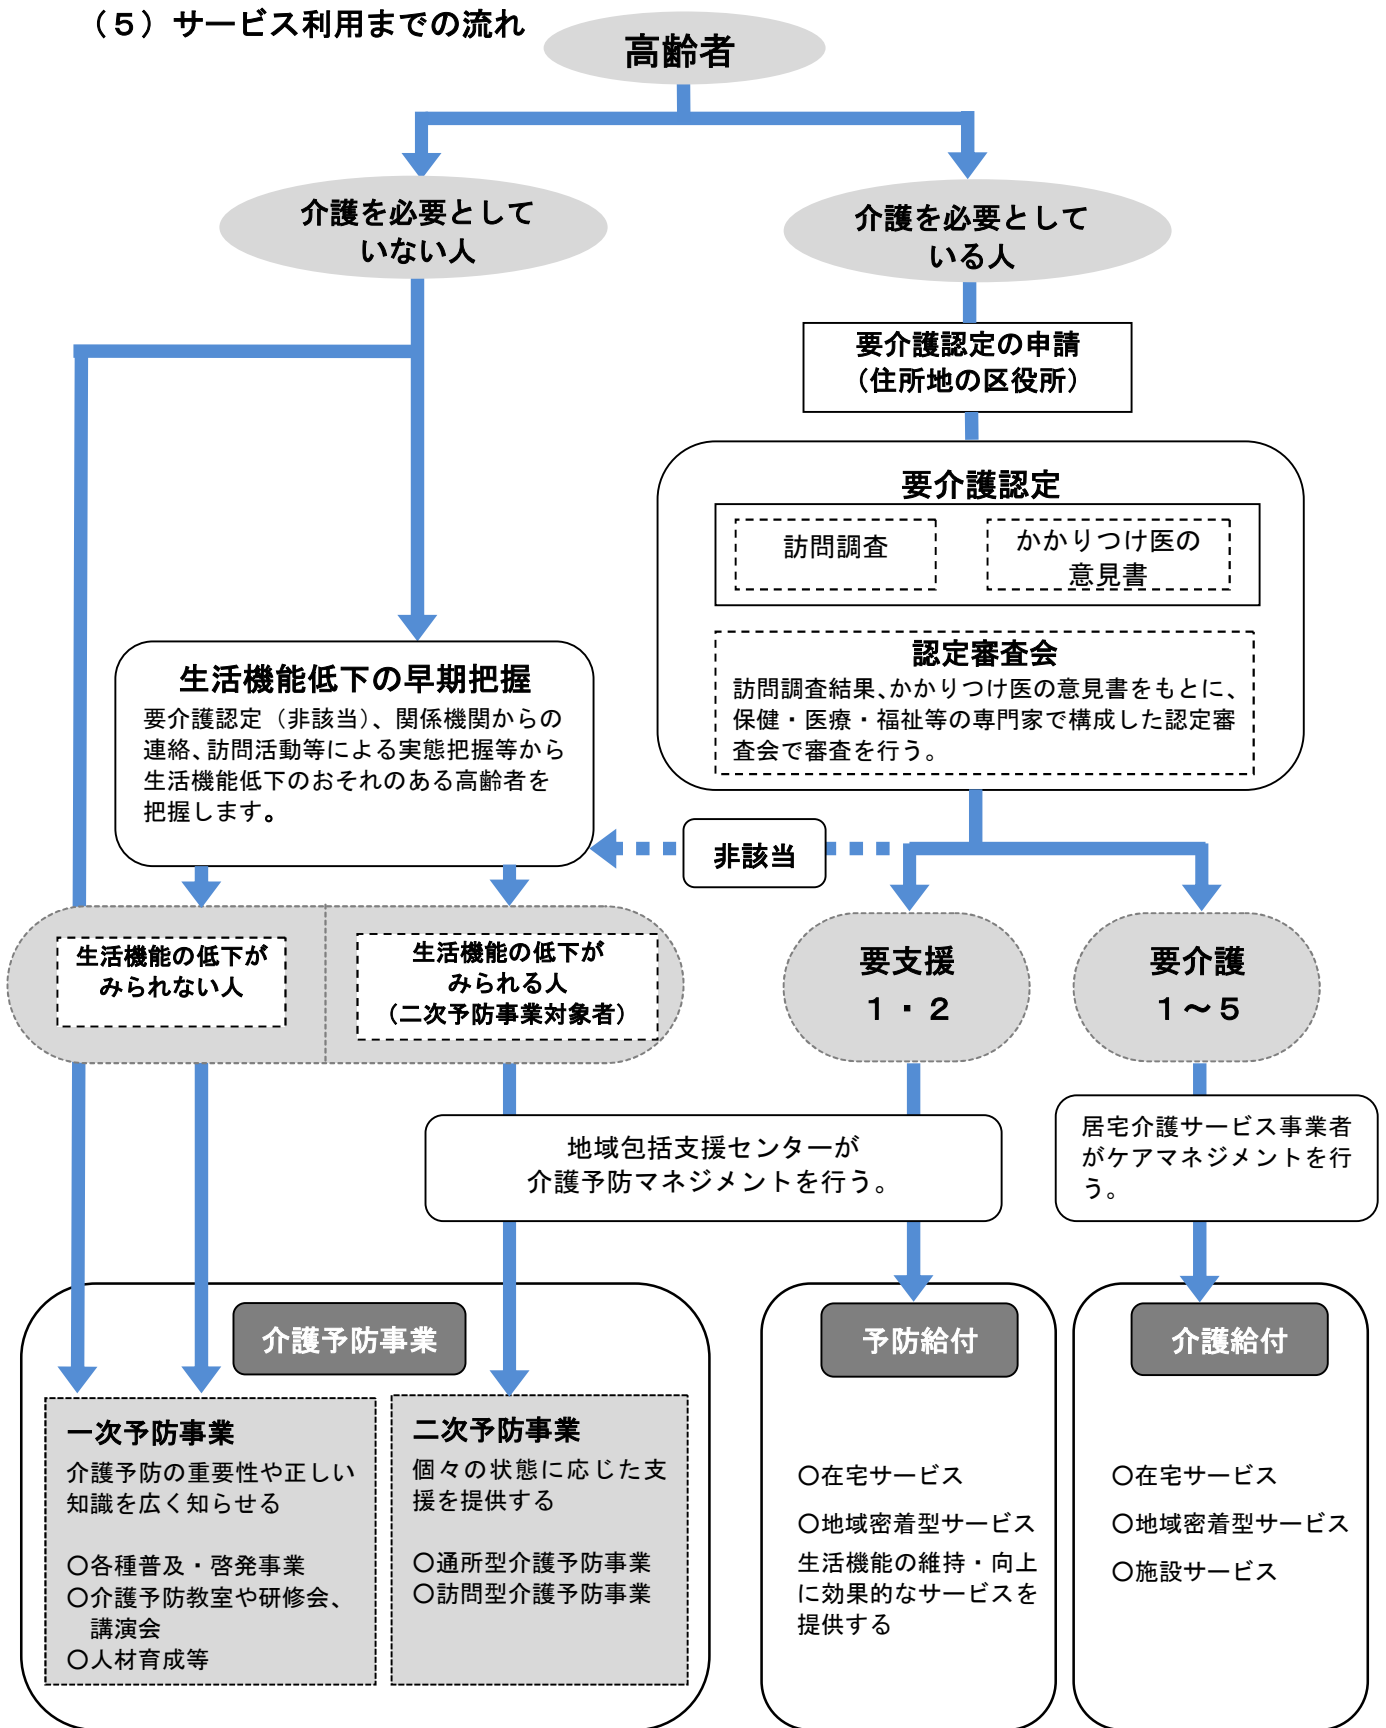 （５）サービス利用までの流れ
高齢者
介護を必要として
いない人
介護を必要として
いる人
要介護認定の申請
（住所地の区役所）
要介護認定
訪問調査
かかりつけ医の
意見書
認定審査会
訪問調査結果、かかりつけ医の意見書をもとに、
保健・医療・福祉等の専門家で構成した認定審
査会で審査を行う。
生活機能低下の早期把握
要介護認定（非該当）、関係機関からの
連絡、訪問活動等による実態把握等から
生活機能低下のおそれのある高齢者を
把握します。
非該当
生活機能の低下が
みられない人
生活機能の低下が
みられる人
（二次予防事業対象者）
要支援
１・２
要介護
１～５
地域包括支援センターが
介護予防マネジメントを行う。
居宅介護サービス事業者
がケアマネジメントを行
う。
介護予防事業
一次予防事業
介護予防の重要性や正しい
知識を広く知らせる
○各種普及・啓発事業
○介護予防教室や研修会、
講演会
○人材育成等
二次予防事業
個々の状態に応じた支
援を提供する
○通所型介護予防事業
○訪問型介護予防事業
予防給付
○在宅サービス
○地域密着型サービス
生活機能の維持・向上
に効果的なサービスを
提供する
介護給付
○在宅サービス
○地域密着型サービス
○施設サービス